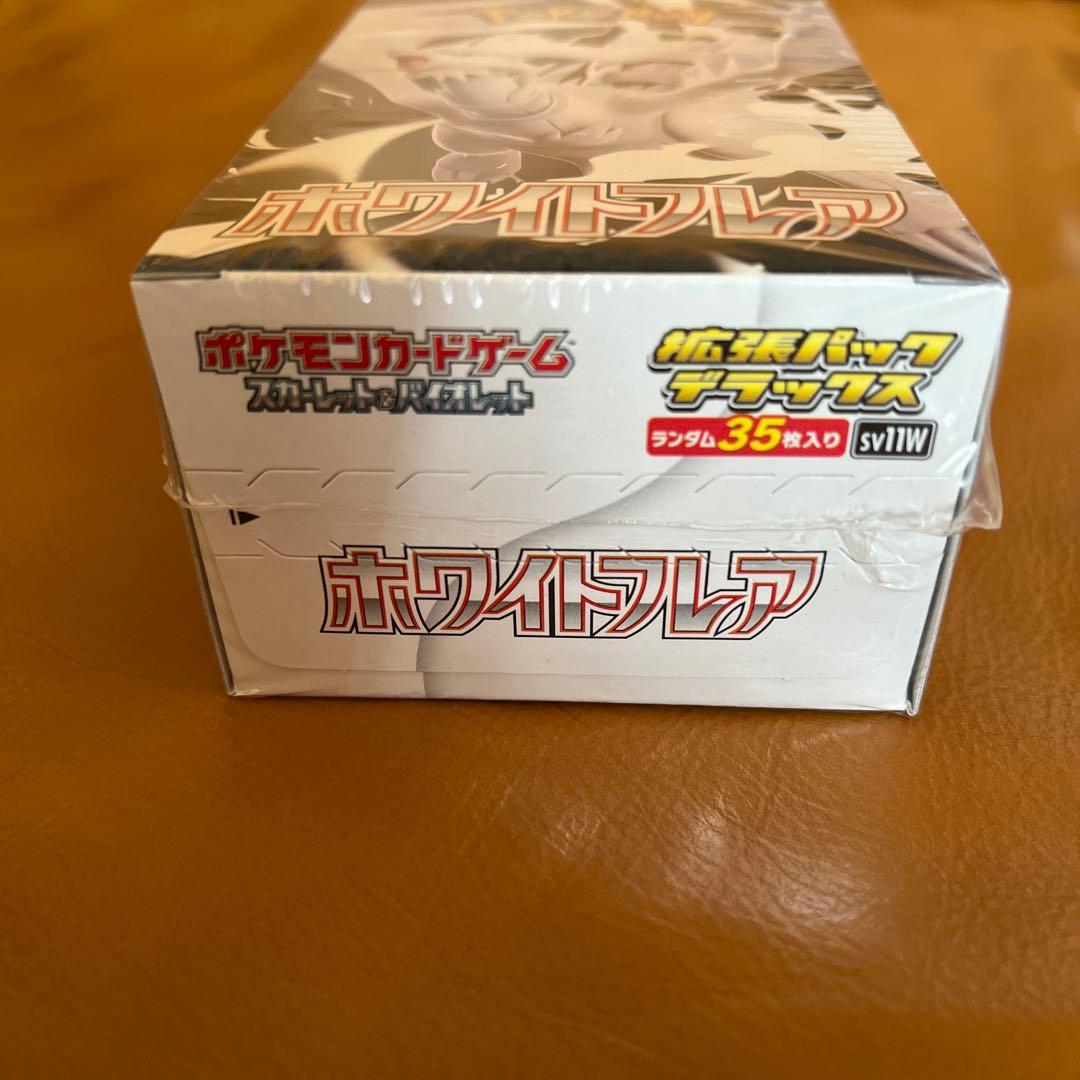 ホワイトフレア
ポケモンカードゲーム
スカーレット&バイオレット
拡張パック
デラックス
ランダム35枚入り sv11W
ホワイトフレア